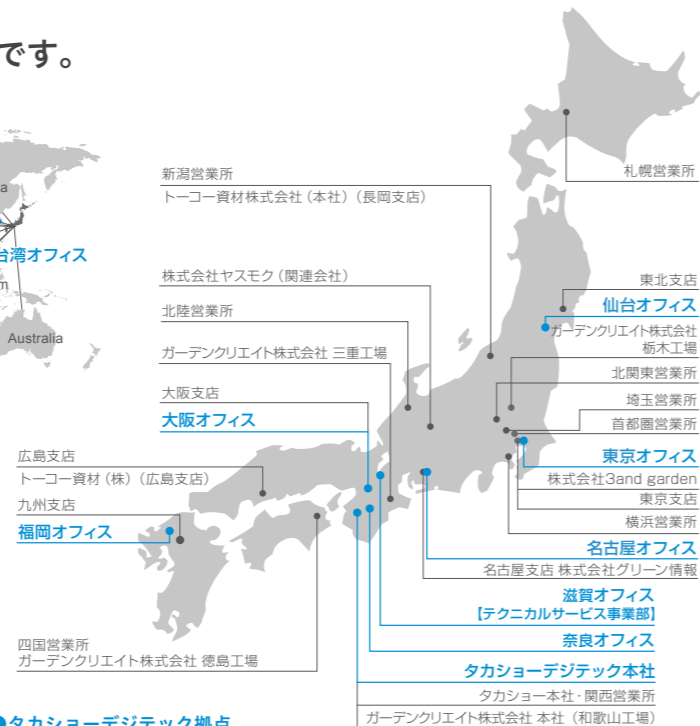 です。
a
台湾オフィス
m
Australia
新潟営業所
トーコー資材株式会社（本社）（長岡支店）
株式会社ヤスモク（関連会社）
北陸営業所
ガーデンクリエイト株式会社 三重工場
大阪支店
大阪オフィス
広島支店
トーコー資材（株）（広島支店）
九州支店
福岡オフィス
四国営業所
ガーデンクリエイト株式会社 徳島工場
札幌営業所
東北支店
仙台オフィス
ガーデンクリエイト株式会社
栃木工場
北関東営業所
埼玉営業所
首都圏営業所
東京オフィス
株式会社3and garden
東京支店
横浜営業所
名古屋オフィス
名古屋支店 株式会社グリーン情報
滋賀オフィス
【テクニカルサービス事業部】
奈良オフィス
タカショーデジテック本社
タカショー本社・関西営業所
ガーデンクリエイト株式会社 本社（和歌山工場）
●タカショーデジテック拠点